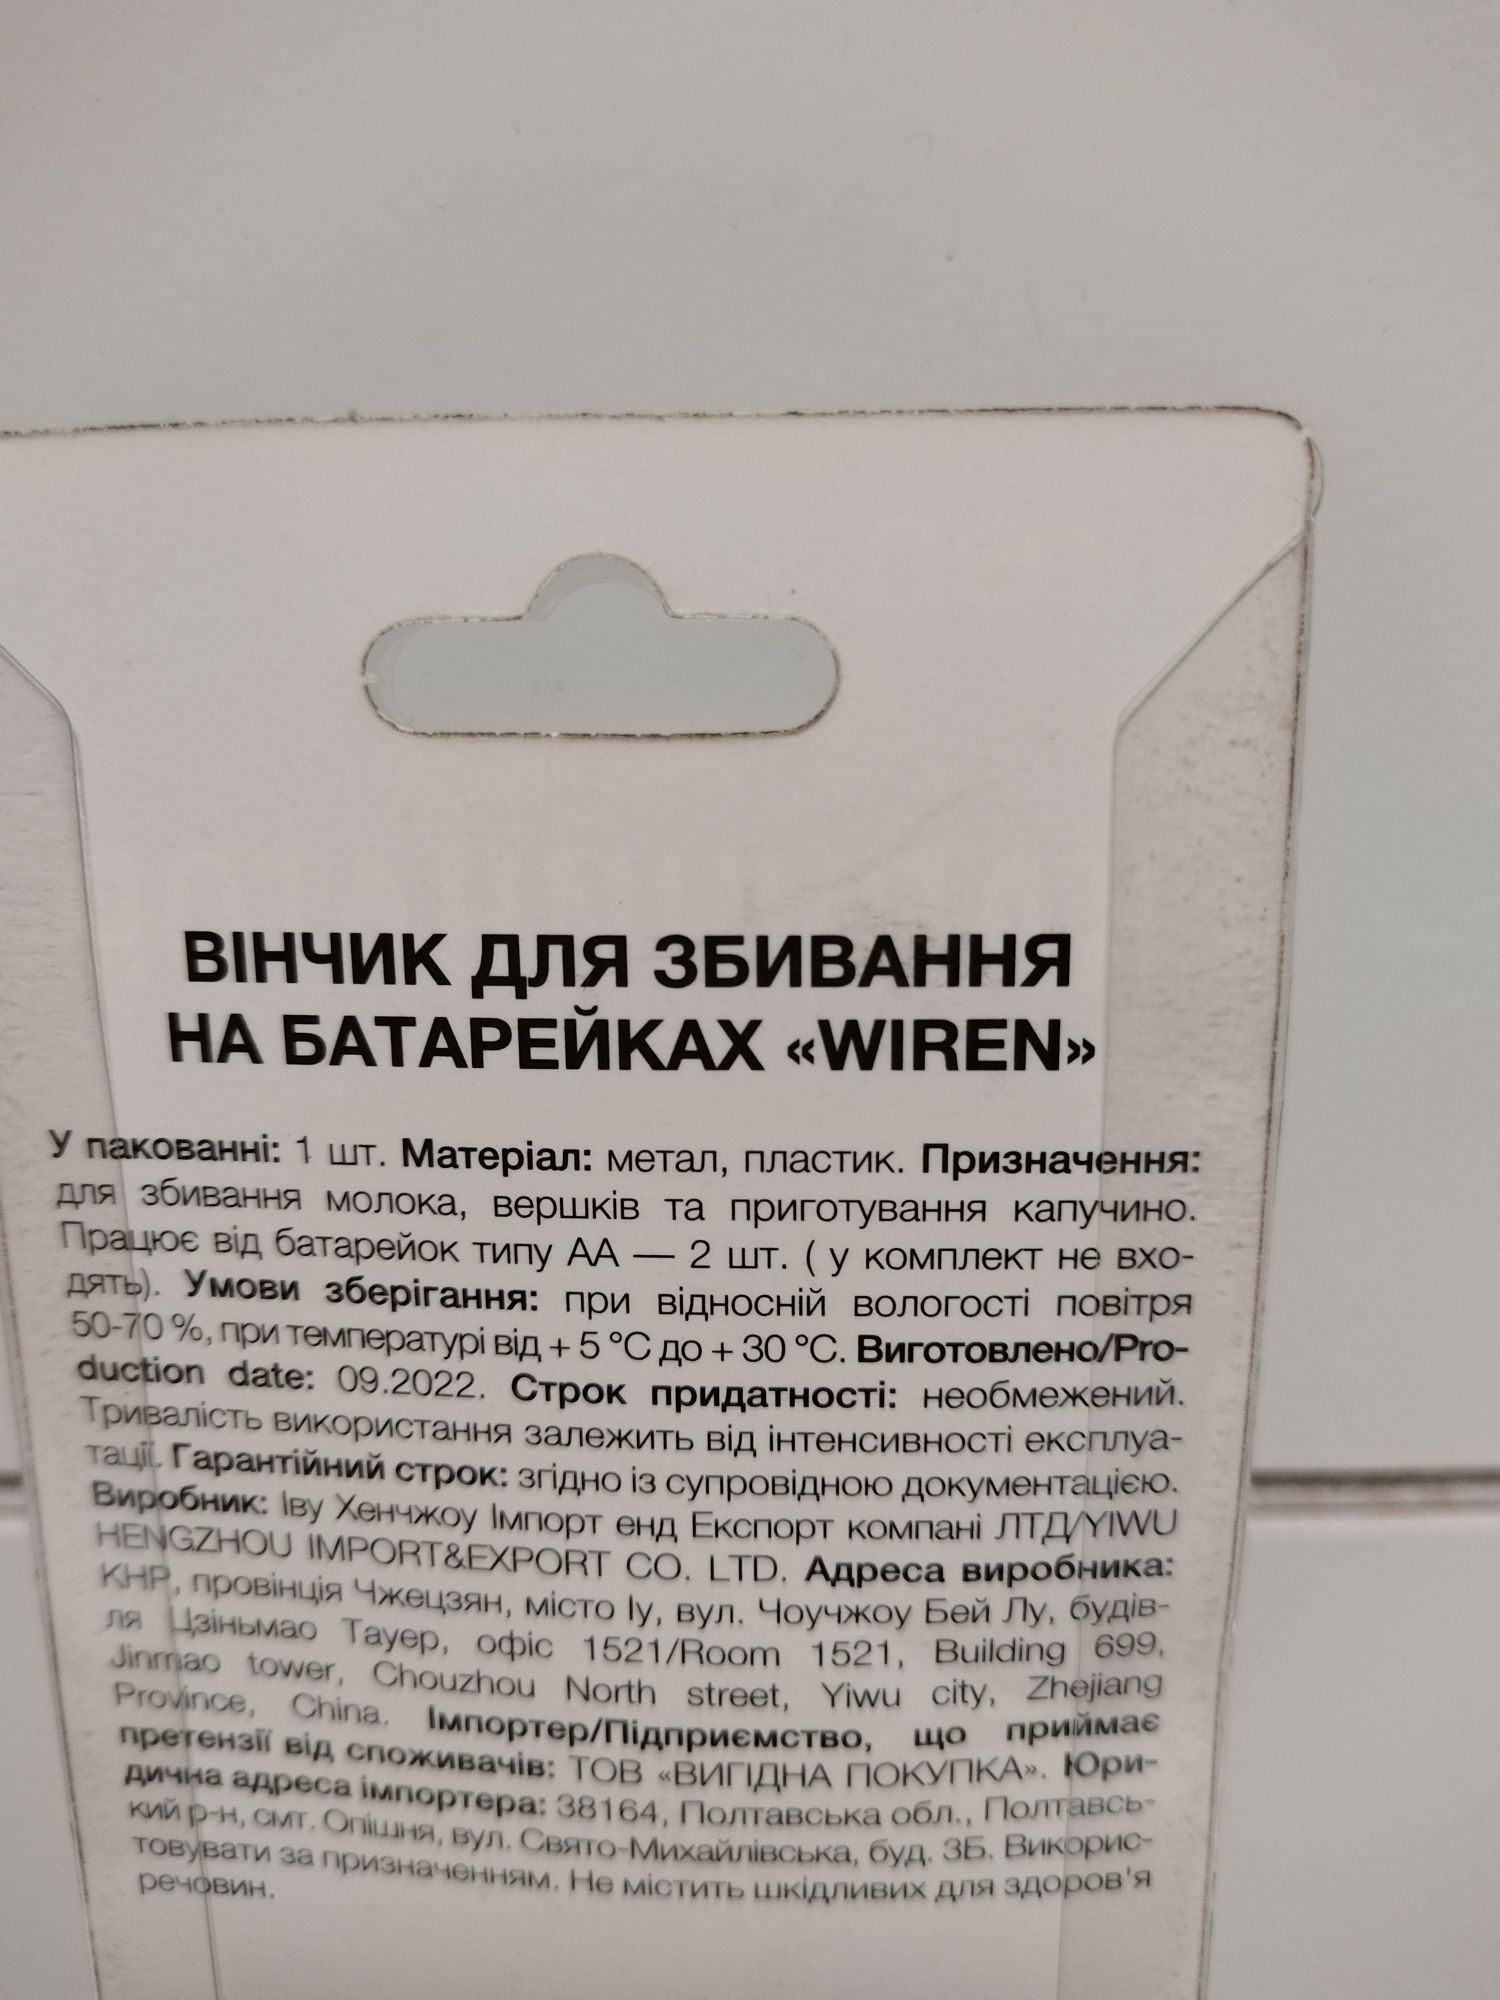 ВІНЧИК ДЛЯ ЗБИВАННЯ
НА БАТАРЕЙКАХ «WIREN»
У пакованні: 1 шт. Матеріал: метал, пластик. Призначення:
для збивання молока, вершків та приготування капучино.
Працює від батарейок типу АА — 2 шт. ( у комплект не вхо-
дять). Умови зберігання: при відносній вологості повітря
50-70 %, при температурі від + 5 °С до + 30 °С. Виготовлено/Pro-
duction date: 09.2022. Строк придатності: необмежений.
Тривалість використання залежить від інтенсивності експлуа-
тації. Гарантійний строк: згідно із супровідною документацією.
Виробник: Іву Хенчжоу Імпорт енд Експорт компані ЛТД/YIWU
HENGZHOU IMPORT&EXPORT CO. LTD. Адреса виробника:
КНР, провінція Чжецзян, місто Іу, вул. Чоучжоу Бей Лу, будів-
ля Цзіньмао Тауер, офіс 1521/Room 1521, Building 699,
Jinmao tower, Chouzhou North street, Yiwu city, Zhejiang
Province, China. Імпортер/Підприємство, що приймає
претензії від споживачів: ТОВ «ВИГІДНА ПОКУПКА». Юри-
дична адреса імпортера: 38164, Полтавська обл., Полтавсь-
кий р-н, смт. Опішня, вул. Свято-Михайлівська, буд. 3Б. Викорис-
товувати за призначенням. Не містить шкідливих для здоров'я
речовин.